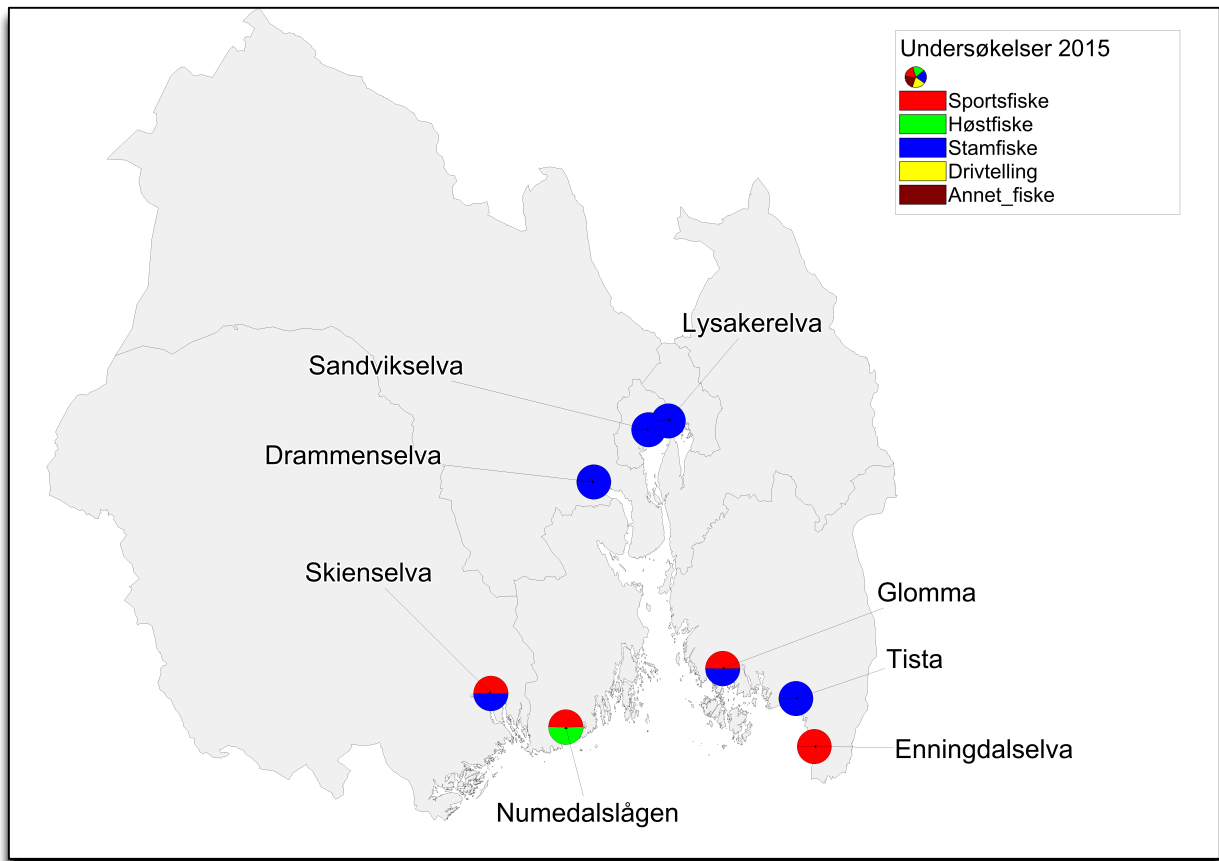 Undersøkelser 2015
Sportsfiske
Høstfiske
Stamfiske
Drivtelling
Annet_fiske
Lysakerelva
Sandvikselva
Drammenselva
Skienselva
Glomma
Tista
Enningdalselva
Numedalslågen